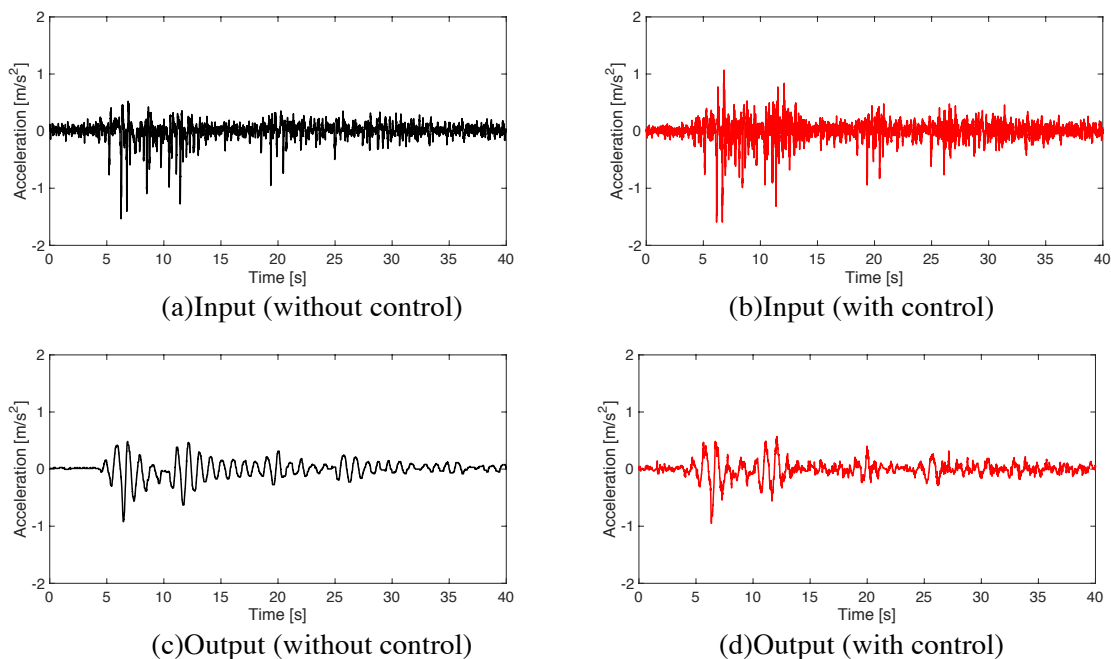 2
1
0
-1
-2
Acceleration [m/s²]
0 5 10 15 20 25 30 35 40
Time [s]
(a)Input (without control)
2
1
0
-1
-2
Acceleration [m/s²]
0 5 10 15 20 25 30 35 40
Time [s]
(b)Input (with control)
2
1
0
-1
-2
Acceleration [m/s²]
0 5 10 15 20 25 30 35 40
Time [s]
(c)Output (without control)
2
1
0
-1
-2
Acceleration [m/s²]
0 5 10 15 20 25 30 35 40
Time [s]
(d)Output (with control)